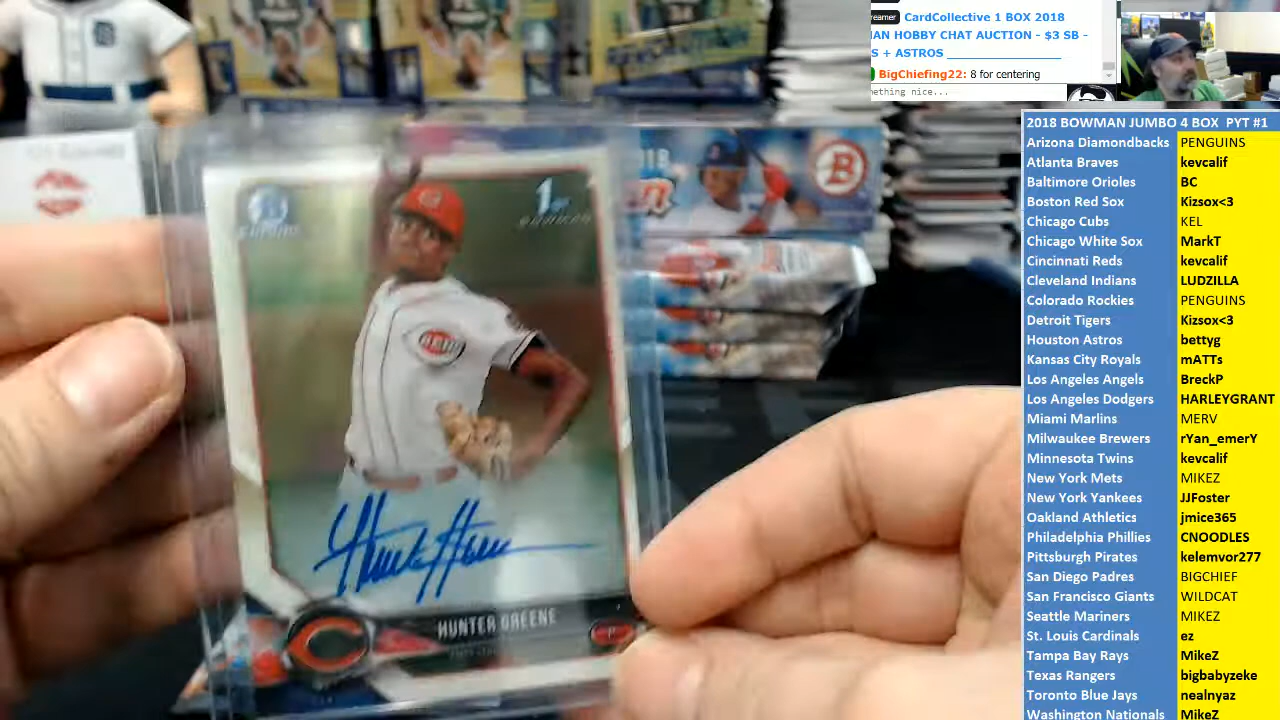 reamer CardCollective 1 BOX 2018
AN HOBBY CHAT AUCTION - $3 SB -
S + ASTROS
BigChiefing22: 8 for centering
nething nice...
2018 BOWMAN JUMBO 4 BOX PYT #1
Arizona Diamondbacks PENGUINS
Atlanta Braves kevcalif
Baltimore Orioles BC
Boston Red Sox Kizsox<3
Chicago Cubs KEL
Chicago White Sox MarkT
Cincinnati Reds kevcalif
Cleveland Indians LUDZILLA
Colorado Rockies PENGUINS
Detroit Tigers Kizsox<3
Houston Astros bettyg
Kansas City Royals mATTs
Los Angeles Angels BreckP
Los Angeles Dodgers HARLEYGRANT
Miami Marlins MERV
Milwaukee Brewers rYan_emerY
Minnesota Twins kevcalif
New York Mets MIKEZ
New York Yankees JJFoster
Oakland Athletics jmice365
Philadelphia Phillies CNOODLES
Pittsburgh Pirates kelemvor277
San Diego Padres BIGCHIEF
San Francisco Giants WILDCAT
Seattle Mariners MIKEZ
St. Louis Cardinals ez
Tampa Bay Rays MikeZ
Texas Rangers bigbabyzeke
Toronto Blue Jays nealnyaz
Washington Nationals MikeZ
1st
BOWMAN
CHROME
REDS
HUNTER GREENE
P
C
B